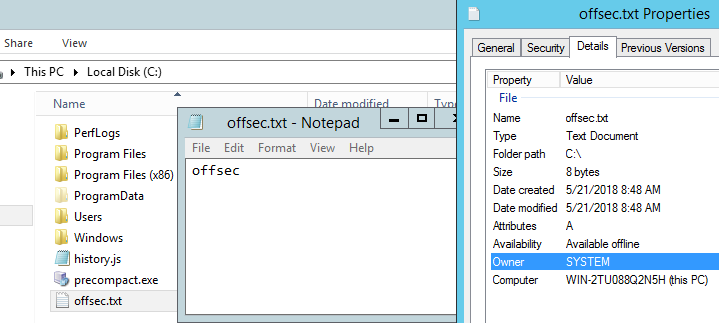 Share View
This PC Local Disk (C:)
Name Date modified Type
PerfLogs
Program Files
Program Files (x86)
ProgramData
Users
Windows
history.js
precompact.exe
offsec.txt
offsec.txt - Notepad
File Edit Format View Help
offsec
offsec.txt Properties
General Security Details Previous Versions
Property Value
File
Name offsec.txt
Type Text Document
Folder path C:\
Size 8 bytes
Date created 5/21/2018 8:48 AM
Date modified 5/21/2018 8:48 AM
Attributes A
Availability Available offline
Owner SYSTEM
Computer WIN-2TU088Q2N5H (this PC)